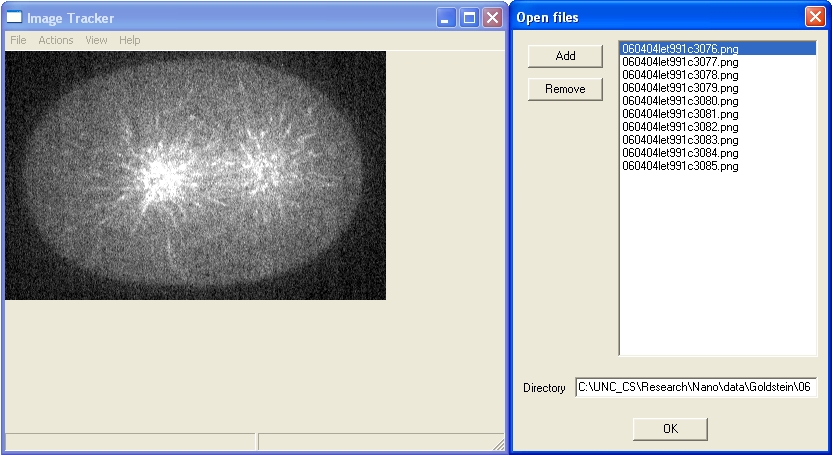 Image Tracker
File Actions View Help
Open files
Add
Remove
060404let991c3076.png
060404let991c3077.png
060404let991c3078.png
060404let991c3079.png
060404let991c3080.png
060404let991c3081.png
060404let991c3082.png
060404let991c3083.png
060404let991c3084.png
060404let991c3085.png
Directory C:\UNC_CS\Research\Nano\data\Goldstein\06
OK